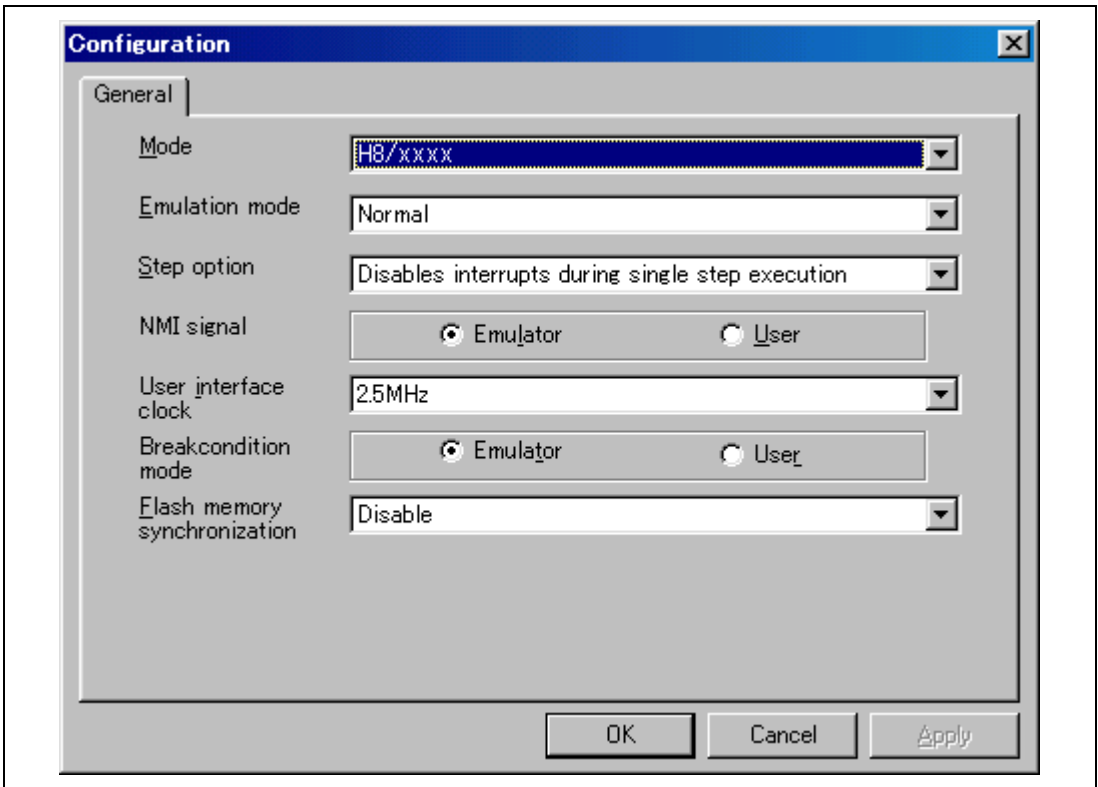 Configuration
General
Mode
H8/xxxx
Emulation mode
Normal
Step option
Disables interrupts during single step execution
NMI signal
Emulator
User
User interface
clock
2.5MHz
Breakcondition
mode
Emulator
User
Flash memory
synchronization
Disable
OK
Cancel
Apply